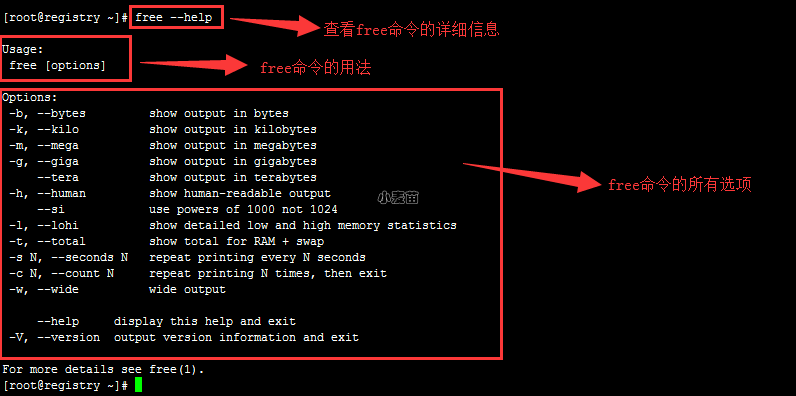 [root@registry ~]# free --help
查看free命令的详细信息
Usage:
free [options]
free命令的用法
Options:
-b, --bytes show output in bytes
-k, --kilo show output in kilobytes
-m, --mega show output in megabytes
-g, --giga show output in gigabytes
--tera show output in terabytes
-h, --human show human-readable output
--si use powers of 1000 not 1024
-l, --lohi show detailed low and high memory statistics
-t, --total show total for RAM + swap
-s N, --seconds N repeat printing every N seconds
-c N, --count N repeat printing N times, then exit
-w, --wide wide output
free命令的所有选项
小麦苗
--help display this help and exit
-V, --version output version information and exit
For more details see free(1).
[root@registry ~]#